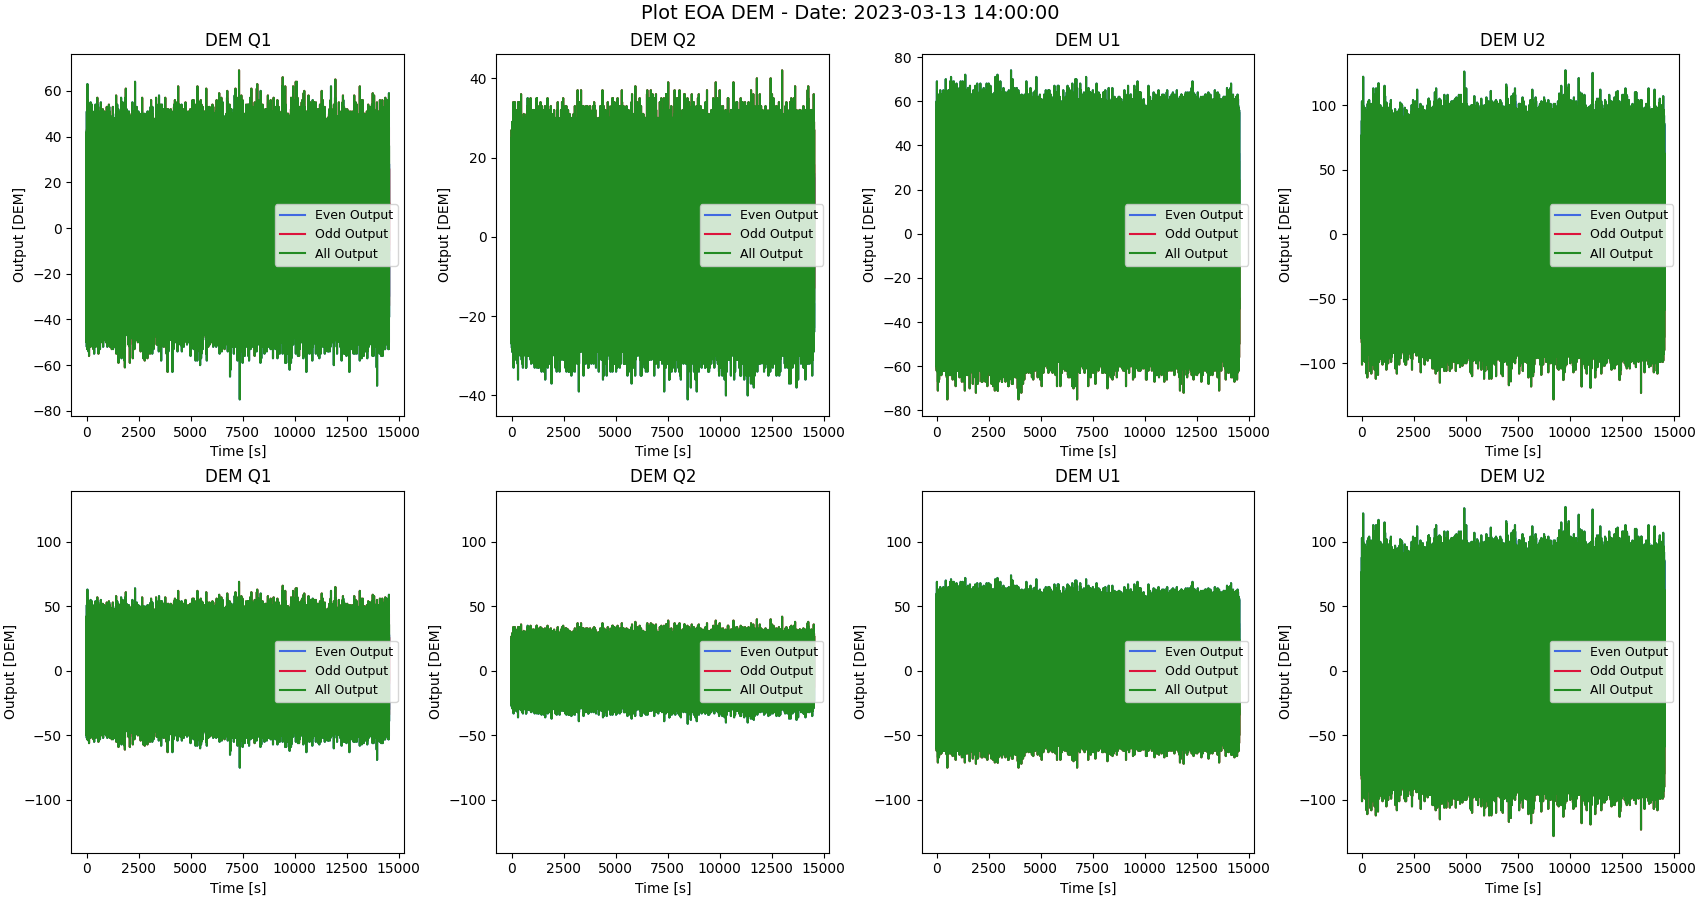 Plot EOA DEM - Date: 2023-03-13 14:00:00
DEM Q1
Output [DEM]
60
40
20
0
−20
−40
−60
−80
Even Output
Odd Output
All Output
0 2500 5000 7500 10000 12500 15000
Time [s]
DEM Q2
Output [DEM]
40
20
0
−20
−40
Even Output
Odd Output
All Output
0 2500 5000 7500 10000 12500 15000
Time [s]
DEM U1
Output [DEM]
80
60
40
20
0
−20
−40
−60
−80
Even Output
Odd Output
All Output
0 2500 5000 7500 10000 12500 15000
Time [s]
DEM U2
Output [DEM]
100
50
0
−50
−100
Even Output
Odd Output
All Output
0 2500 5000 7500 10000 12500 15000
Time [s]
DEM Q1
Output [DEM]
100
50
0
−50
−100
Even Output
Odd Output
All Output
0 2500 5000 7500 10000 12500 15000
Time [s]
DEM Q2
Output [DEM]
100
50
0
−50
−100
Even Output
Odd Output
All Output
0 2500 5000 7500 10000 12500 15000
Time [s]
DEM U1
Output [DEM]
100
50
0
−50
−100
Even Output
Odd Output
All Output
0 2500 5000 7500 10000 12500 15000
Time [s]
DEM U2
Output [DEM]
100
50
0
−50
−100
Even Output
Odd Output
All Output
0 2500 5000 7500 10000 12500 15000
Time [s]